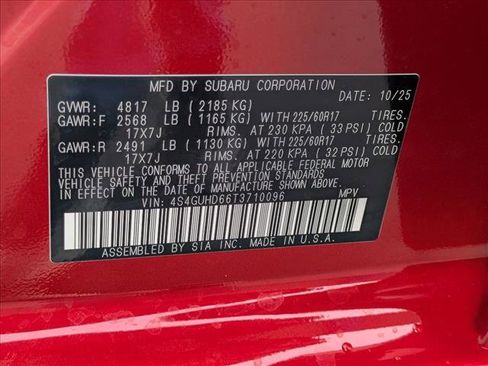 MFD BY SUBARU CORPORATION
GVWR: 4817 LB (2185 KG) DATE: 10/25
GAWR:F 2568 LB (1165 KG) WITH 225/60R17 TIRES.
17X7J RIMS. AT 230 KPA ( 33 PSI) COLD
GAWR:R 2491 LB (1130 KG) WITH 225/60R17 TIRES.
17X7J RIMS. AT 220 KPA ( 32 PSI) COLD
THIS VEHICLE CONFORMS TO ALL APPLICABLE FEDERAL MOTOR
VEHICLE SAFETY AND THEFT PREVENTION STANDARDS
IN EFFECT ON THE DATE OF MANUFACTURE SHOWN ABOVE.
VIN: 4S4GUHD66T3710096 MPV
ASSEMBLED BY SIA INC. MADE IN U.S.A.